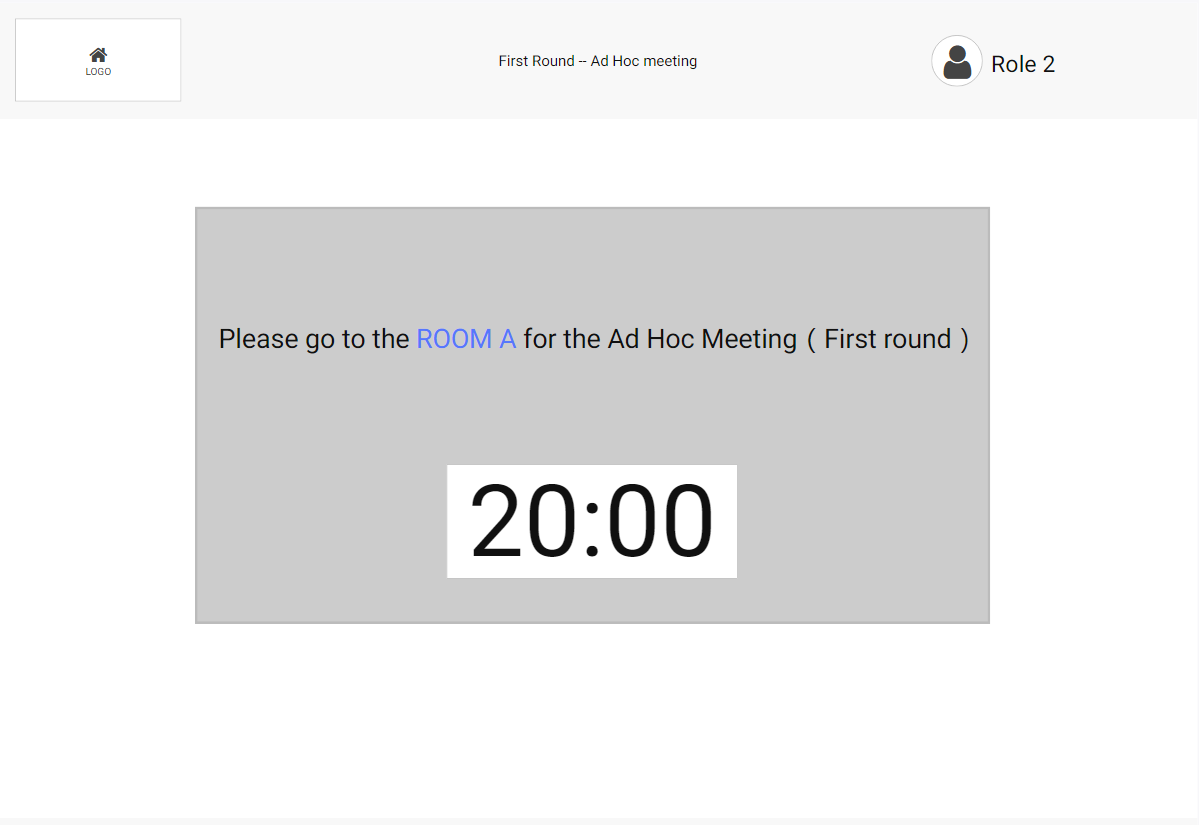 LOGO
First Round -- Ad Hoc meeting
Role 2
Please go to the ROOM A for the Ad Hoc Meeting ( First round )
20:00